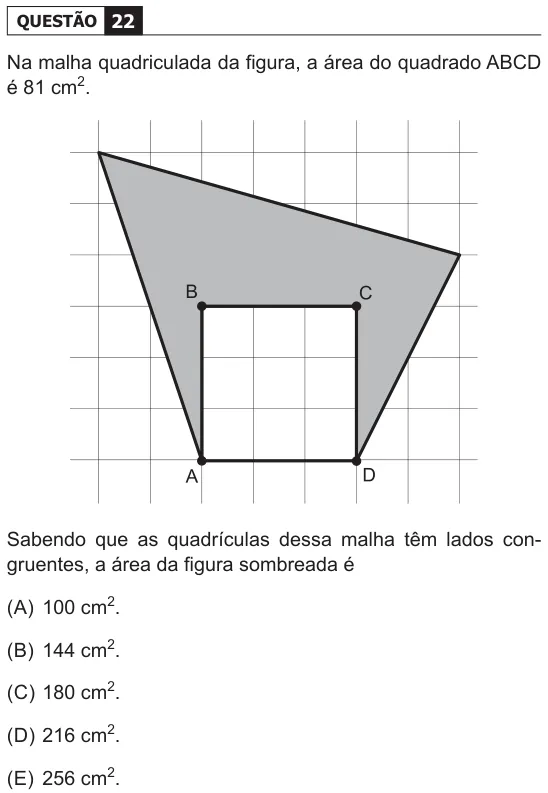 QUESTÃO 22
Na malha quadriculada da figura, a área do quadrado ABCD
é 81 cm².
B
C
A
D
Sabendo que as quadrículas dessa malha têm lados con-
gruentes, a área da figura sombreada é
(A) 100 cm².
(B) 144 cm².
(C) 180 cm².
(D) 216 cm².
(E) 256 cm².